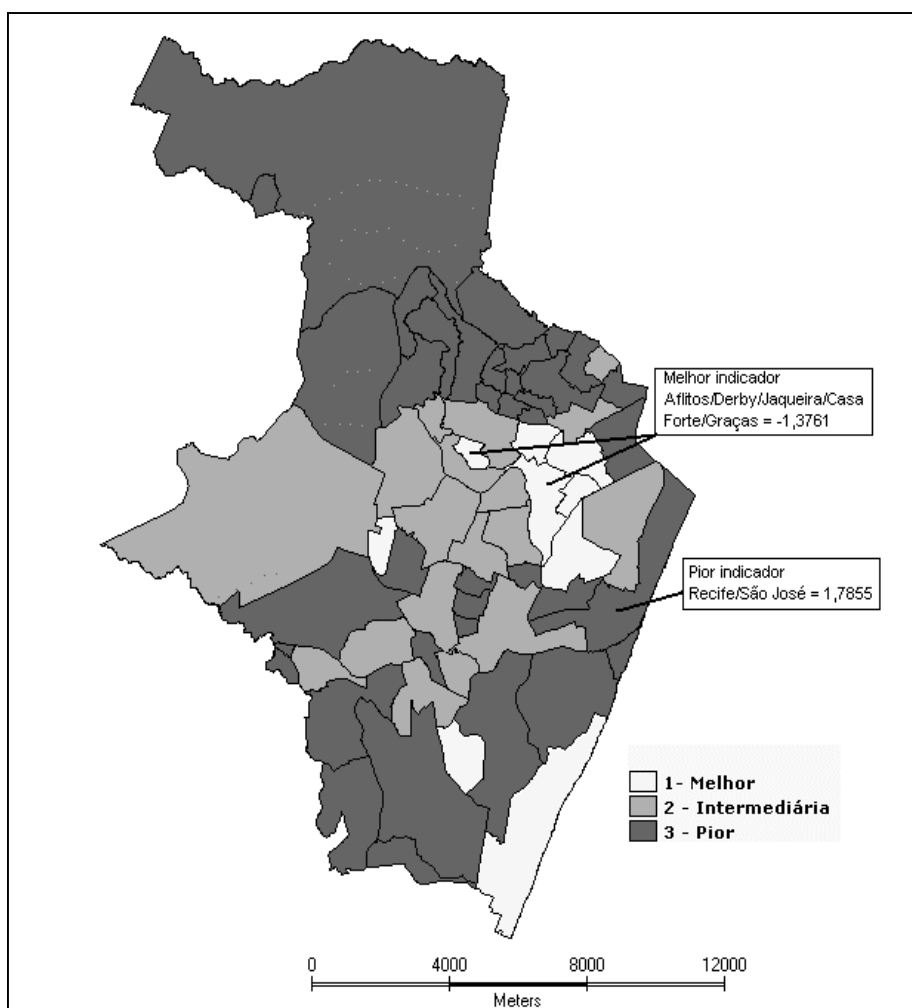 Melhor indicador
Aflitos/Derby/Jaqueira/Casa
Forte/Graças = -1,3761
Pior indicador
Recife/São José = 1,7855
1- Melhor
2 - Intermediária
3 - Pior
0 4000 8000 12000
Meters